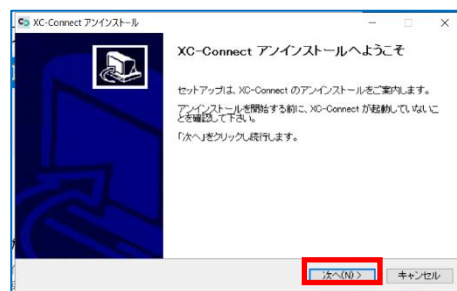 XC-Connect アンインストール
XC-Connect アンインストールへようこそ
セットアップは、XC-Connect のアンインストールをご案内します。
アンインストールを開始する前に、XC-Connect が起動していないこ
とを確認して下さい。
「次へ」をクリックし続行します。
次へ(N) >
キャンセル